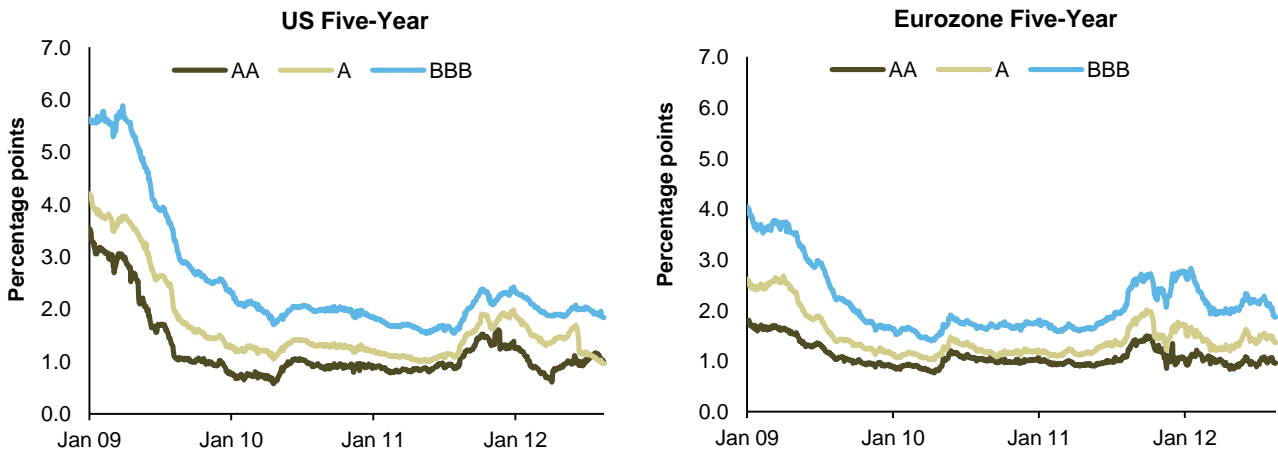 US Five-Year
AA A BBB
Percentage points
7.0
6.0
5.0
4.0
3.0
2.0
1.0
0.0
Jan 09 Jan 10 Jan 11 Jan 12
Eurozone Five-Year
AA A BBB
Percentage points
7.0
6.0
5.0
4.0
3.0
2.0
1.0
0.0
Jan 09 Jan 10 Jan 11 Jan 12